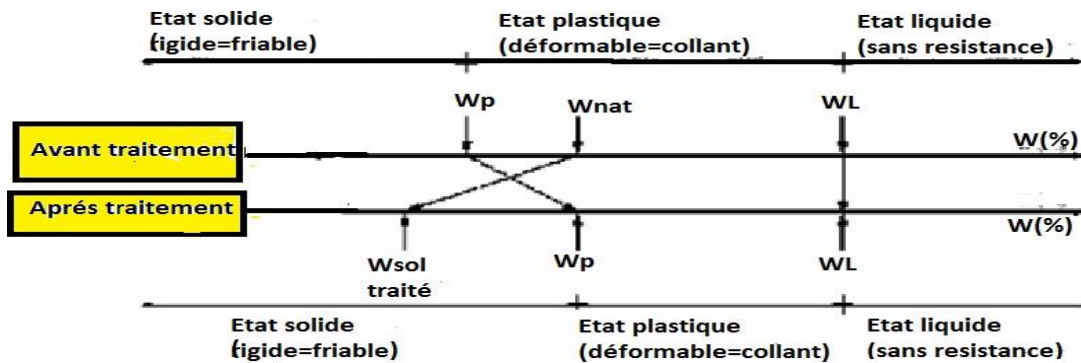 Etat solide
(igide=friable)
Etat plastique
(déformable=collant)
Etat liquide
(sans resistance)
Wp
Wnat
WL
Avant traitement
W(%)
Aprés traitement
W(%)
Wsol
traité
Wp
WL
Etat solide
(igide=friable)
Etat plastique
(déformable=collant)
Etat liquide
(sans resistance)